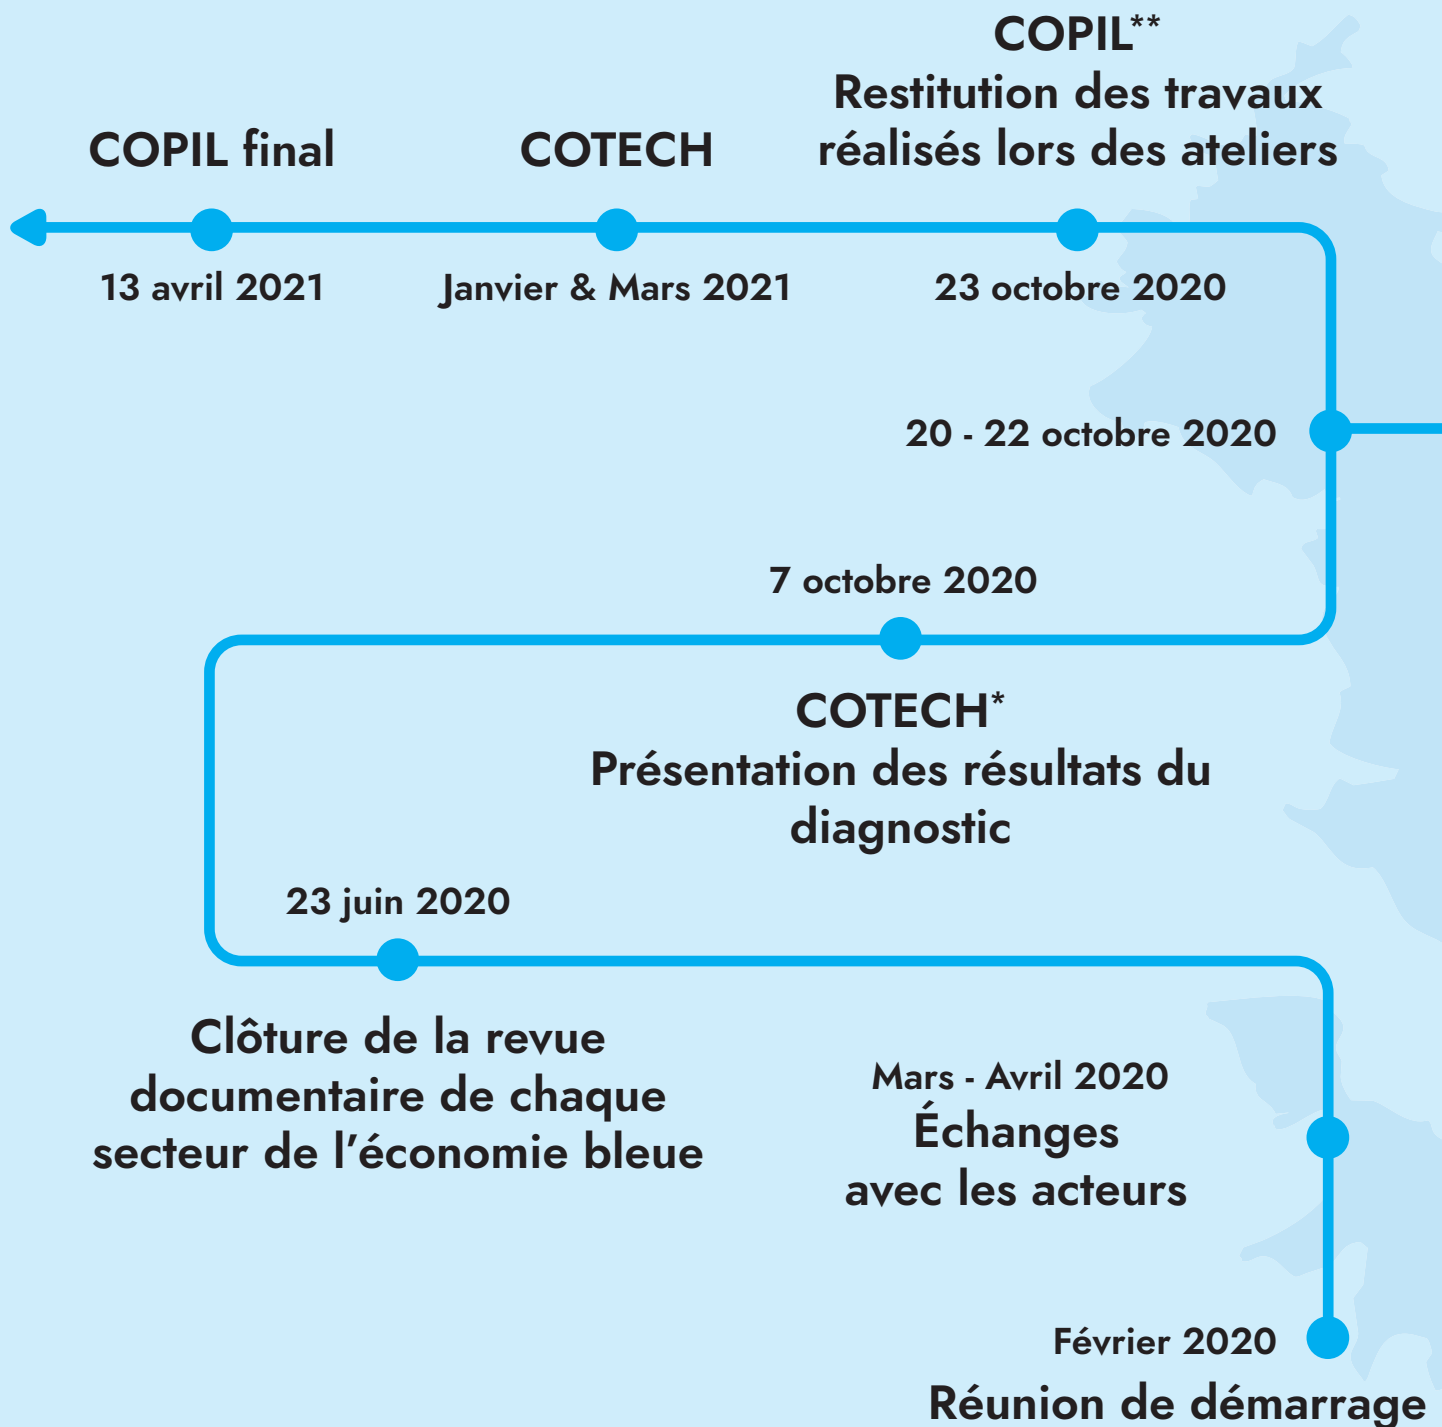 COPIL**
Restitution des travaux
réalisés lors des ateliers
COPIL final
COTECH
13 avril 2021
Janvier & Mars 2021
23 octobre 2020
20 - 22 octobre 2020
7 octobre 2020
COTECH*
Présentation des résultats du
diagnostic
23 juin 2020
Clôture de la revue
documentaire de chaque
secteur de l’économie bleue
Mars - Avril 2020
Échanges
avec les acteurs
Février 2020
Réunion de démarrage